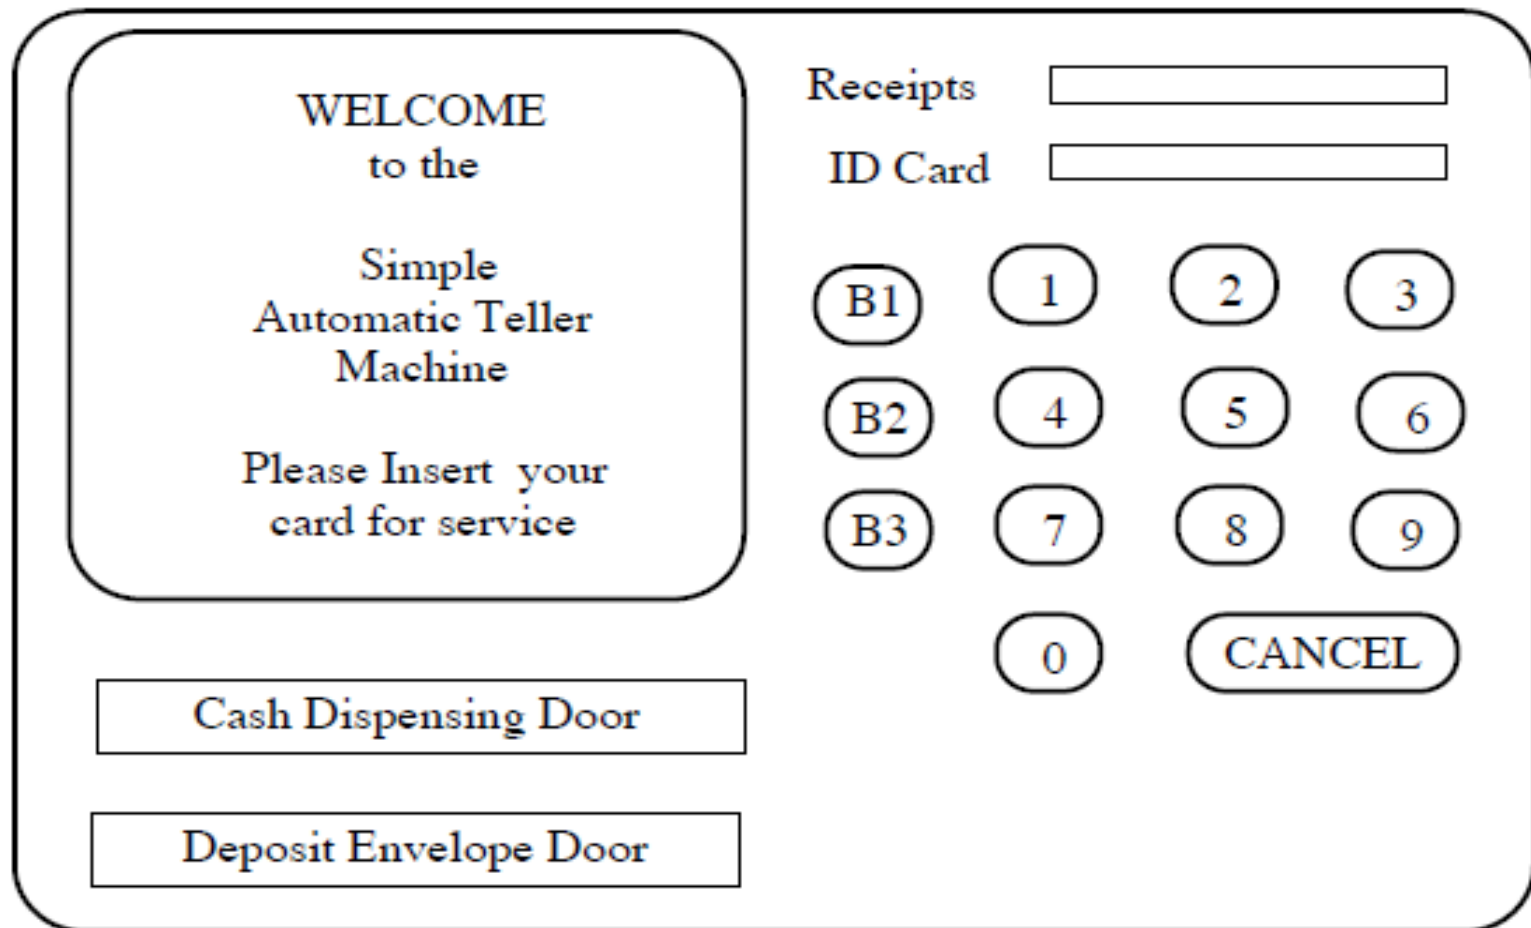 WELCOME
to the
Simple
Automatic Teller
Machine
Please Insert  your
card for service
Cash Dispensing Door
Deposit Envelope Door
Receipts
ID Card
B1 1 2 3
B2 4 5 6
B3 7 8 9
0 CANCEL